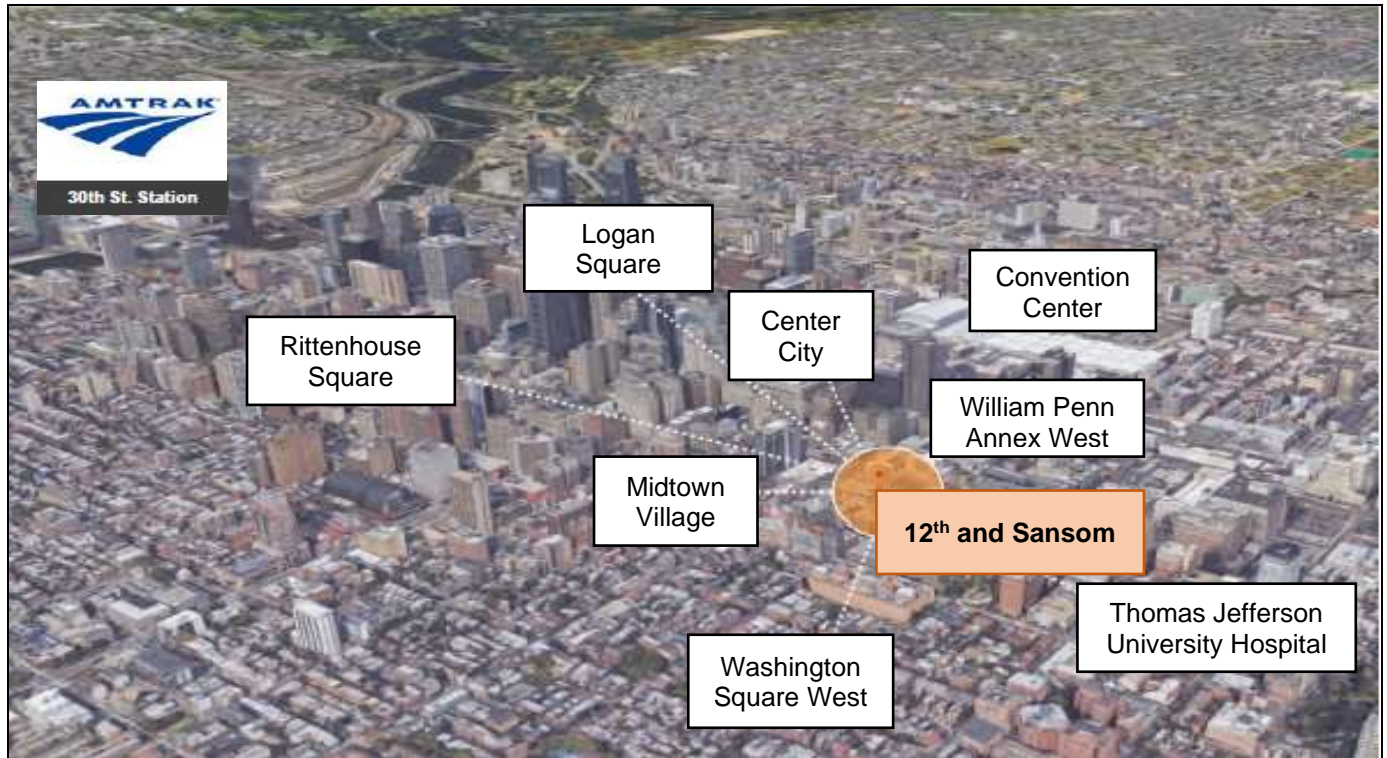 AMTRAK
30th St. Station
Logan
Square
Convention
Center
Center
City
Rittenhouse
Square
William Penn
Annex West
Midtown
Village
12th and Sansom
Thomas Jefferson
University Hospital
Washington
Square West